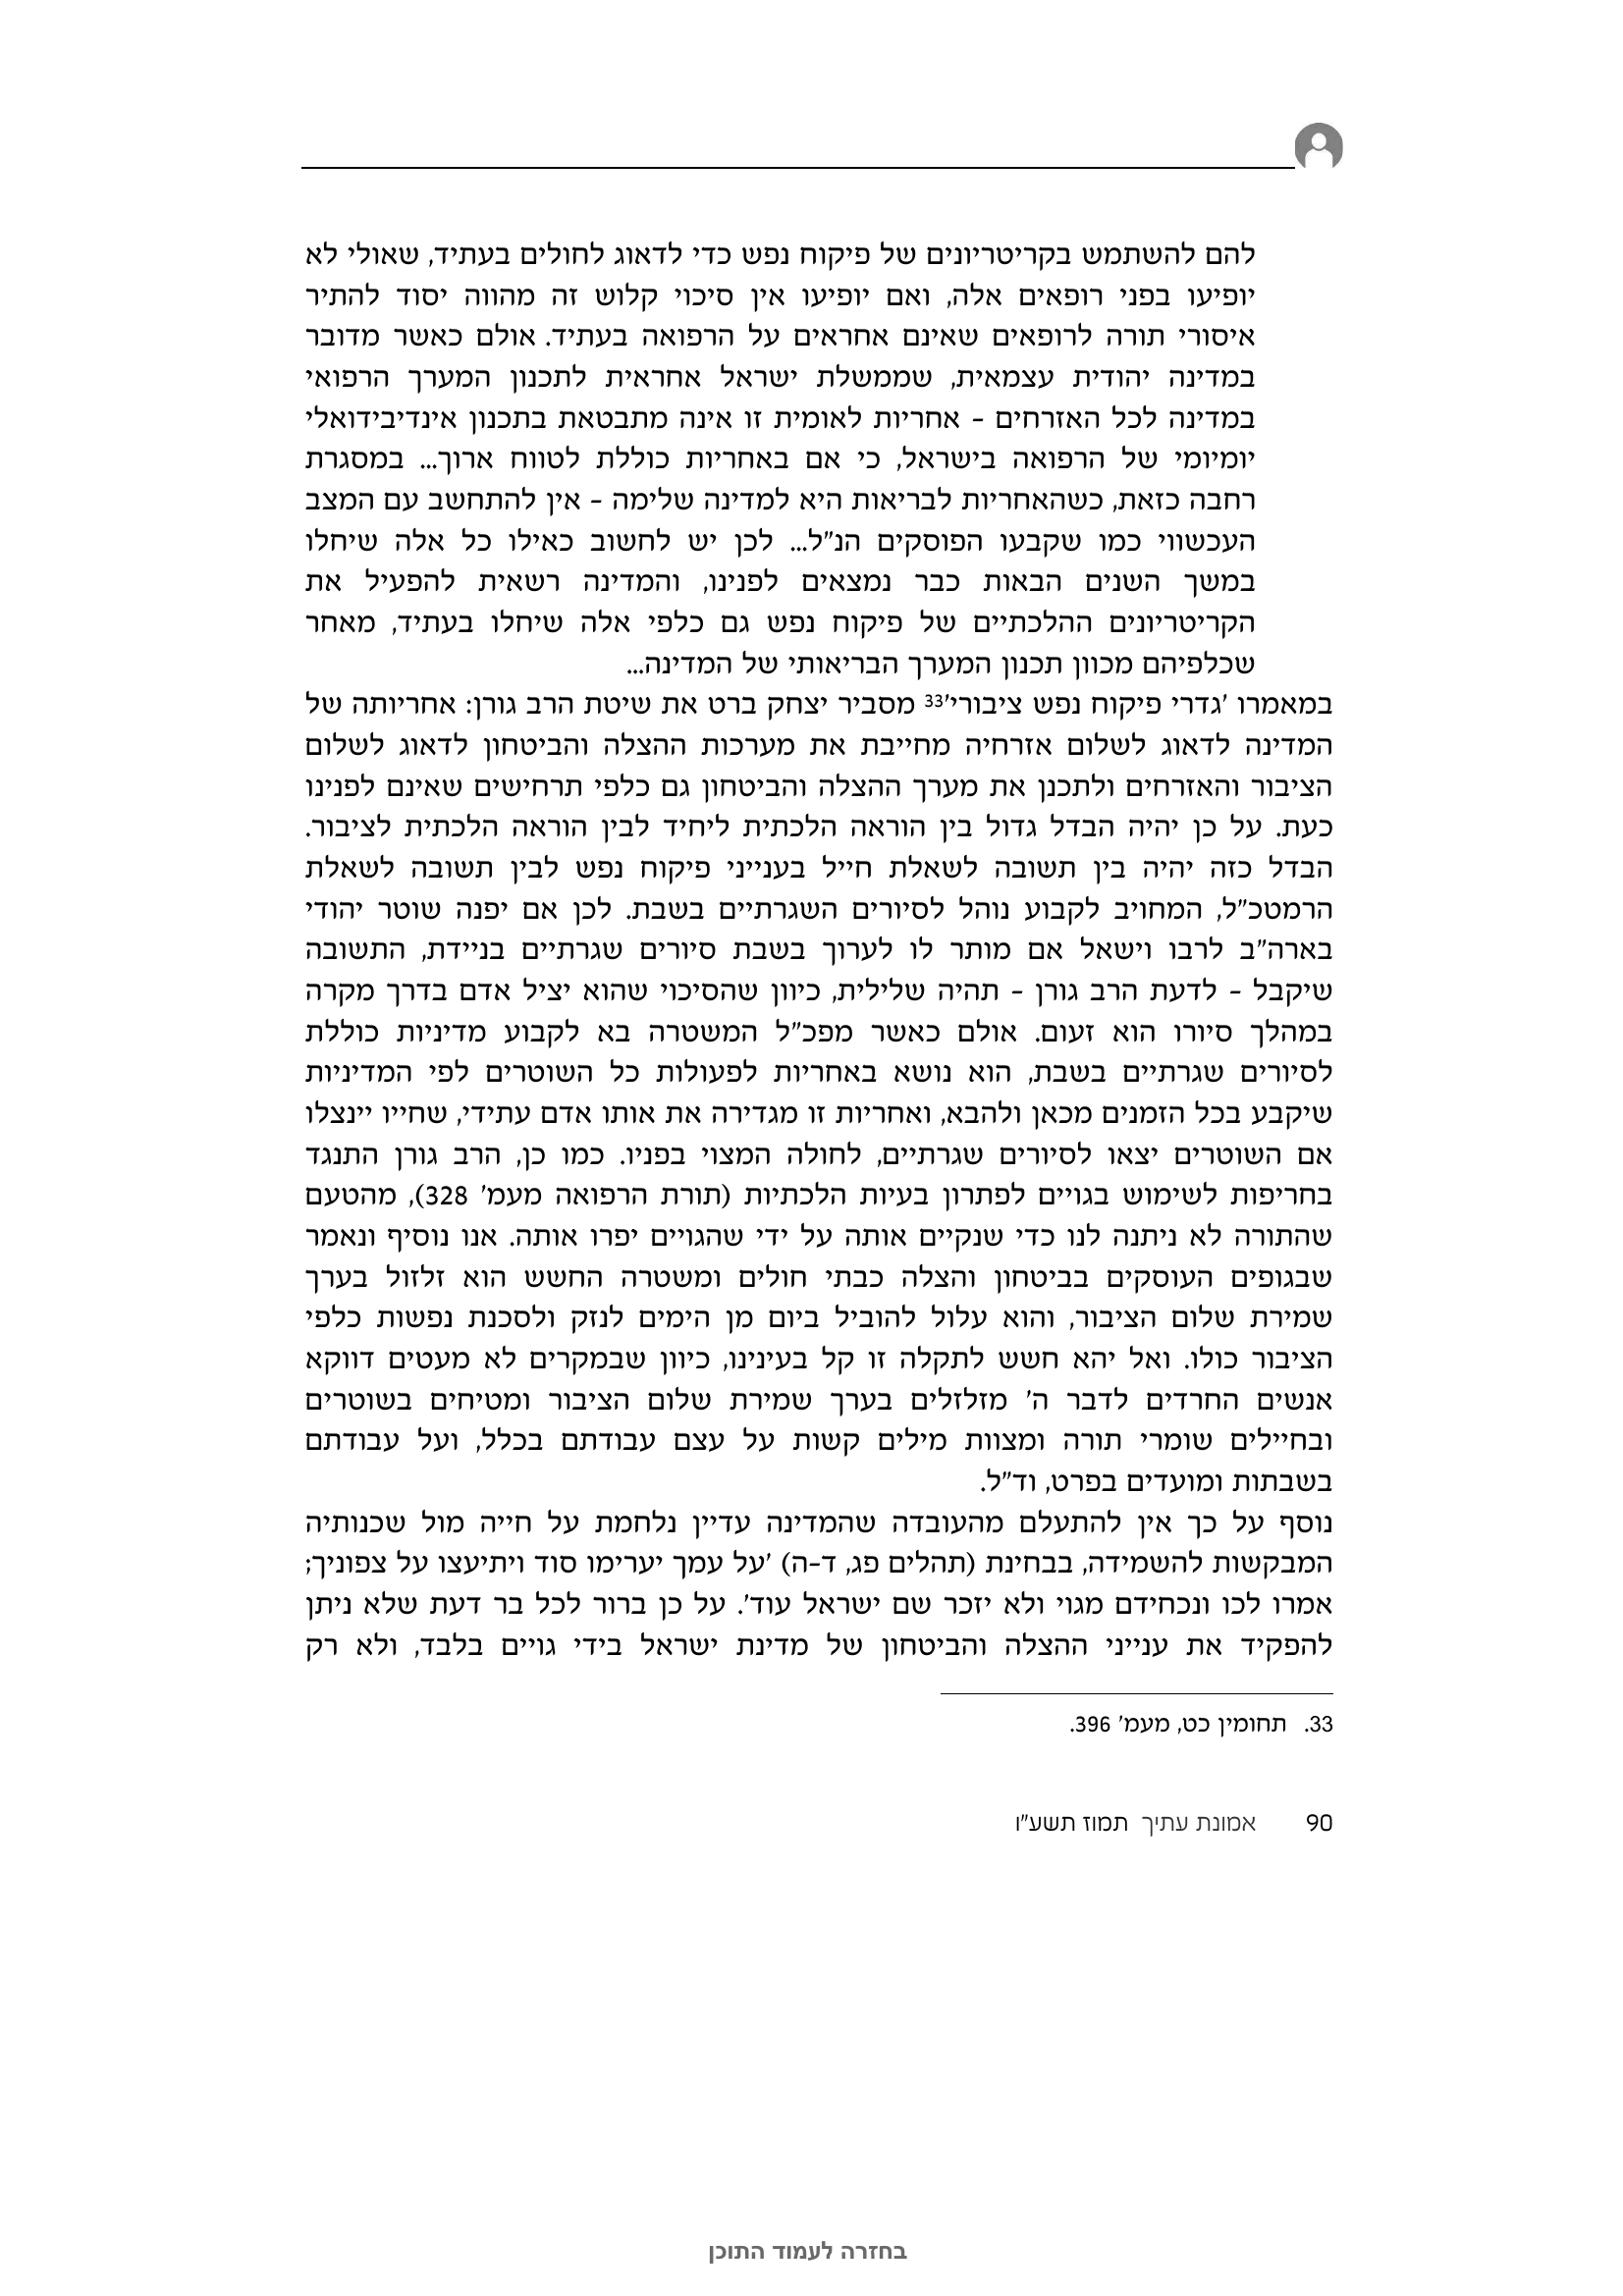 להם להשתמש בקריטריונים של פיקוח נפש כדי לדאוג לחולים בעתיד, שאולי לא
יופיעו בפני רופאים אלה, ואם יופיעו אין סיכוי קלוש זה מהווה יסוד להתיר
איסורי תורה לרופאים שאינם אחראים על הרפואה בעתיד. אולם כאשר מדובר
במדינה יהודית עצמאית, שממשלת ישראל אחראית לתכנון המערך הרפואי
במדינה לכל האזרחים – אחריות לאומית זו אינה מתבטאת בתכנון אינדיבידואלי
יומיומי של הרפואה בישראל, כי אם באחריות כוללת לטווח ארוך... במסגרת
רחבה כזאת, כשהאחריות לבריאות היא למדינה שלימה – אין להתחשב עם המצב
העכשווי כמו שקבעו הפוסקים הנ"ל... לכן יש לחשוב כאילו כל אלה שיחלו
במשך השנים הבאות כבר נמצאים לפנינו, והמדינה רשאית להפעיל את
הקריטריונים ההלכתיים של פיקוח נפש גם כלפי אלה שיחלו בעתיד, מאחר
שכלפיהם מכוון תכנון המערך הבריאותי של המדינה...
במאמרו 'גדרי פיקוח נפש ציבורי'33 מסביר יצחק ברט את שיטת הרב גורן: אחריותה של
המדינה לדאוג לשלום אזרחיה מחייבת את מערכות ההצלה והביטחון לדאוג לשלום
הציבור והאזרחים ולתכנן את מערך ההצלה והביטחון גם כלפי תרחישים שאינם לפנינו
כעת. על כן יהיה הבדל גדול בין הוראה הלכתית ליחיד לבין הוראה הלכתית לציבור.
הבדל כזה יהיה בין תשובה לשאלת חייל בענייני פיקוח נפש לבין תשובה לשאלת
הרמטכ"ל, המחויב לקבוע נוהל לסיורים השגרתיים בשבת. לכן אם יפנה שוטר יהודי
בארה"ב לרבו וישאל אם מותר לו לערוך בשבת סיורים שגרתיים בניידת, התשובה
שיקבל – לדעת הרב גורן – תהיה שלילית, כיוון שהסיכוי שהוא יציל אדם בדרך מקרה
במהלך סיורו הוא זעום. אולם כאשר מפכ"ל המשטרה בא לקבוע מדיניות כוללת
לסיורים שגרתיים בשבת, הוא נושא באחריות לפעולות כל השוטרים לפי המדיניות
שיקבע בכל הזמנים מכאן ולהבא, ואחריות זו מגדירה את אותו אדם עתידי, שחייו יינצלו
אם השוטרים יצאו לסיורים שגרתיים, לחולה המצוי בפניו. כמו כן, הרב גורן התנגד
בחריפות לשימוש בגויים לפתרון בעיות הלכתיות (תורת הרפואה מעמ' 328), מהטעם
שהתורה לא ניתנה לנו כדי שנקיים אותה על ידי שהגויים יפרו אותה. אנו נוסיף ונאמר
שבגופים העוסקים בביטחון והצלה כבתי חולים ומשטרה החשש הוא זלזול בערך
שמירת שלום הציבור, והוא עלול להוביל ביום מן הימים לנזק ולסכנת נפשות כלפי
הציבור כולו. ואל יהא חשש לתקלה זו קל בעינינו, כיוון שבמקרים לא מעטים דווקא
אנשים החרדים לדבר ה' מזלזלים בערך שמירת שלום הציבור ומטיחים בשוטרים
ובחיילים שומרי תורה ומצוות מילים קשות על עצם עבודתם בכלל, ועל עבודתם
בשבתות ומועדים בפרט, וד"ל.
נוסף על כך אין להתעלם מהעובדה שהמדינה עדיין נלחמת על חייה מול שכנותיה
המבקשות להשמידה, בבחינת (תהלים פג, ד-ה) 'על עמך יערימו סוד ויתיעצו על צפוניך;
אמרו לכו ונכחידם מגוי ולא יזכר שם ישראל עוד'. על כן ברור לכל בר דעת שלא ניתן
להפקיד את ענייני ההצלה והביטחון של מדינת ישראל בידי גויים בלבד, ולא רק
33. תחומין כט, מעמ' 396.
90 אמונת עתיך תמוז תשע"ו
בחזרה לעמוד התוכן